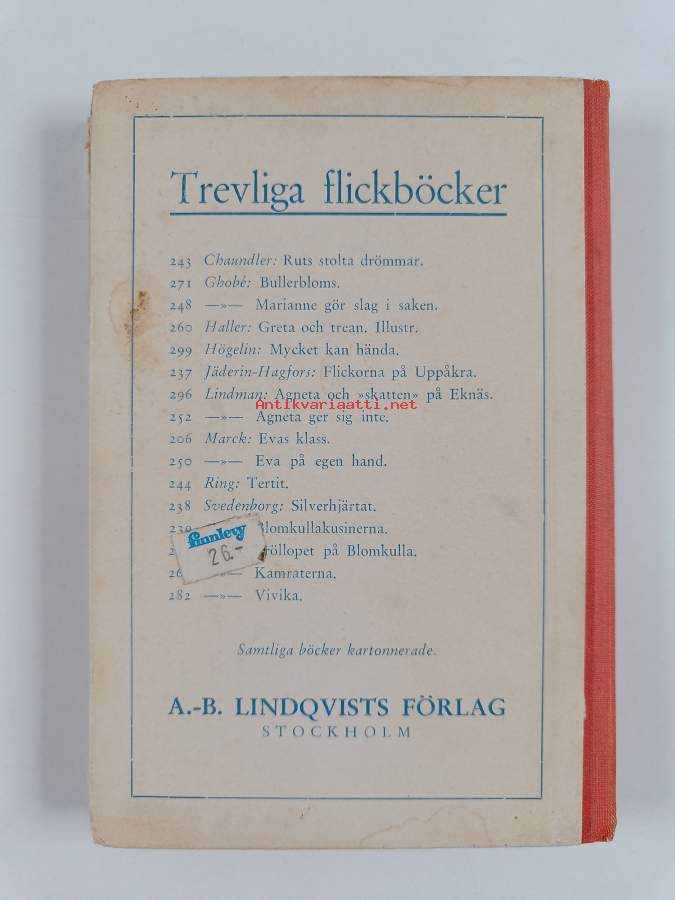 Trevliga flickböcker
243 Chaundler: Ruts stolta drömmar.
271 Ghobé: Bullerbloms.
248 —»— Marianne gör slag i saken.
260 Haller: Greta och trean. Illustr.
299 Högelin: Mycket kan hända.
237 Jäderin-Hagfors: Flickorna på Uppåkra.
296 Lindman: Agneta och »skatten» på Eknäs.
Antikvariaatti.net
252 —»— Agneta ger sig inte.
206 Marck: Evas klass.
250 —»— Eva på egen hand.
244 Ring: Tertit.
238 Svedenborg: Silverhjärtat.
Blomkullakusinerna.
på Blomkulla.
—»— Kamraterna.
282 —»— Vivika.
26.-
Samtliga böcker kartonnerade.
A.-B. LINDQVISTS FÖRLAG
STOCKHOLM